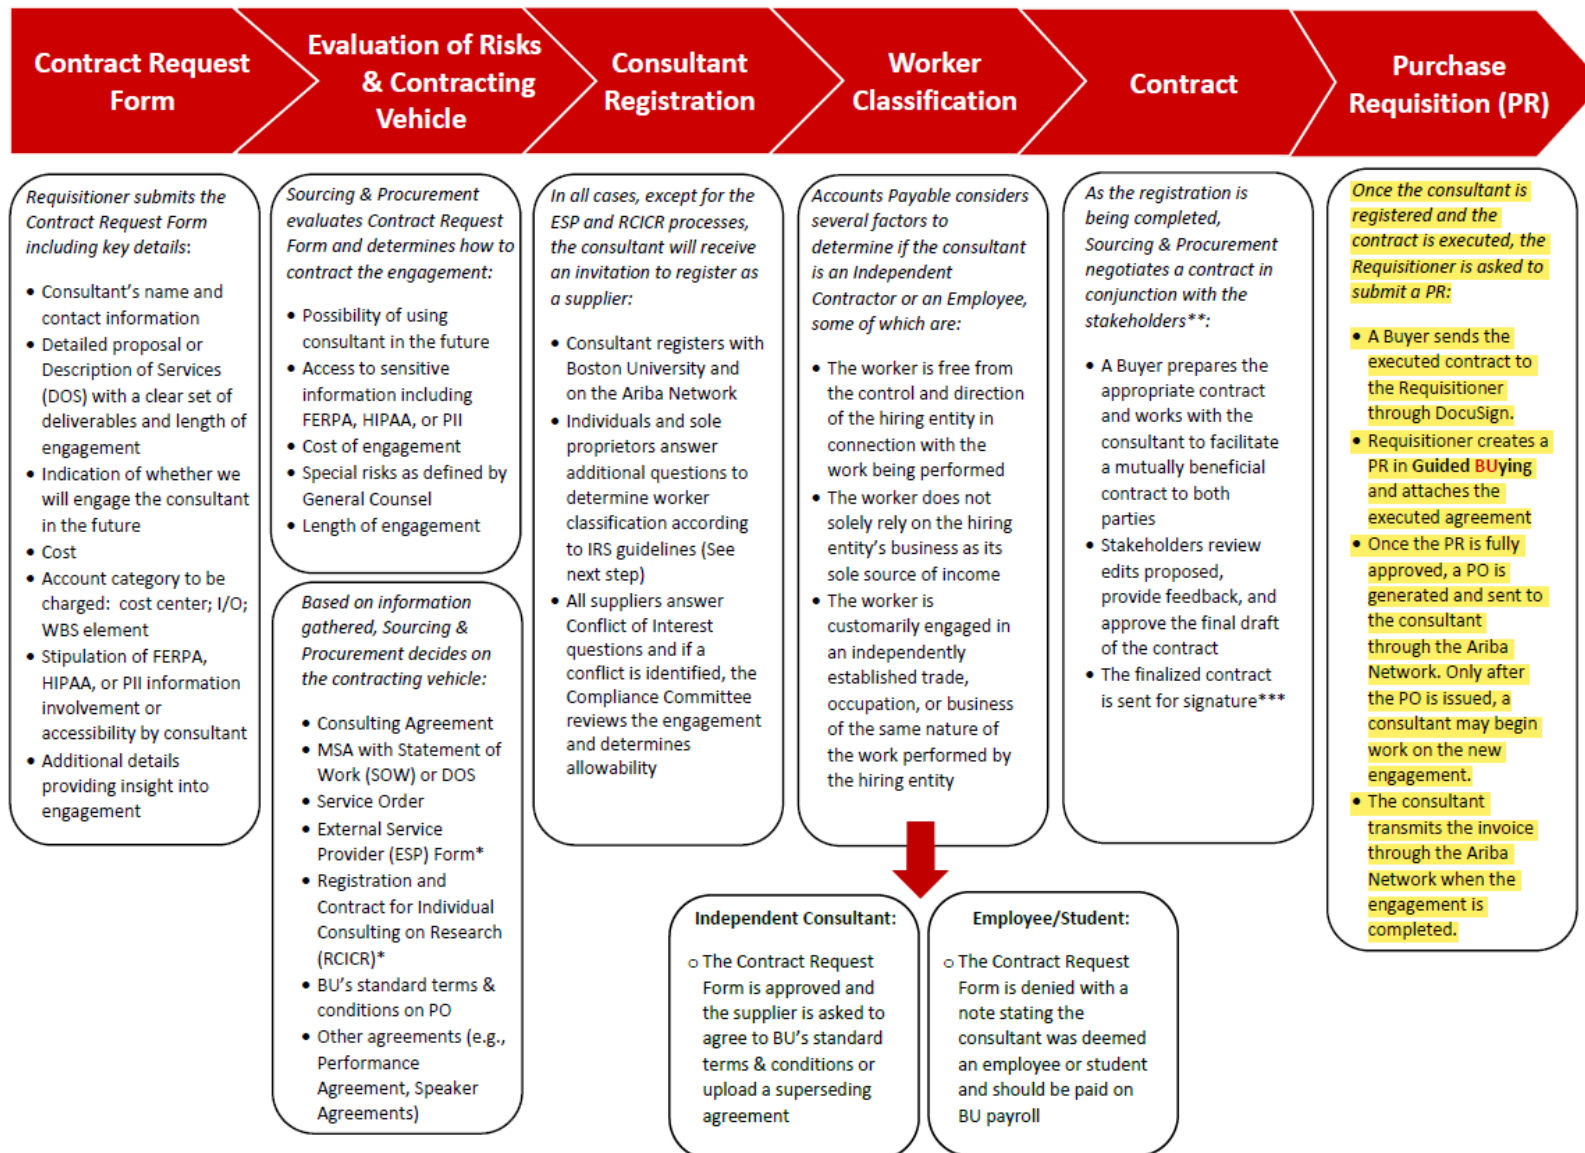 Contract Request
Form
Evaluation of Risks
& Contracting
Vehicle
Consultant
Registration
Worker
Classification
Contract
Purchase
Requisition (PR)
Requisitioner submits the
Contract Request Form
including key details:
• Consultant's name and
contact information
• Detailed proposal or
Description of Services
(DOS) with a clear set of
deliverables and length of
engagement
• Indication of whether we
will engage the consultant
in the future
• Cost
• Account category to be
charged: cost center; I/O;
WBS element
• Stipulation of FERPA,
HIPAA, or PII information
involvement or
accessibility by consultant
• Additional details
providing insight into
engagement
Sourcing & Procurement
evaluates Contract Request
Form and determines how to
contract the engagement:
• Possibility of using
consultant in the future
• Access to sensitive
information including
FERPA, HIPAA, or PII
• Cost of engagement
• Special risks as defined by
General Counsel
• Length of engagement
Based on information
gathered, Sourcing &
Procurement decides on
the contracting vehicle:
• Consulting Agreement
• MSA with Statement of
Work (SOW) or DOS
• Service Order
• External Service
Provider (ESP) Form*
• Registration and
Contract for Individual
Consulting on Research
(RCICR)*
• BU's standard terms &
conditions on PO
• Other agreements (e.g.,
Performance
Agreement, Speaker
Agreements)
In all cases, except for the
ESP and RCICR processes,
the consultant will receive
an invitation to register as
a supplier:
• Consultant registers with
Boston University and
on the Ariba Network
• Individuals and sole
proprietors answer
additional questions to
determine worker
classification according
to IRS guidelines (See
next step)
• All suppliers answer
Conflict of Interest
questions and if a
conflict is identified, the
Compliance Committee
reviews the engagement
and determines
allowability
Accounts Payable considers
several factors to
determine if the consultant
is an Independent
Contractor or an Employee,
some of which are:
• The worker is free from
the control and direction
of the hiring entity in
connection with the
work being performed
• The worker does not
solely rely on the hiring
entity's business as its
sole source of income
• The worker is
customarily engaged in
an independently
established trade,
occupation, or business
of the same nature of
the work performed by
the hiring entity
Independent Consultant:
o The Contract Request
Form is approved and
the supplier is asked to
agree to BU's standard
terms & conditions or
upload a superseding
agreement
Employee/Student:
o The Contract Request
Form is denied with a
note stating the
consultant was deemed
an employee or student
and should be paid on
BU payroll
As the registration is
being completed,
Sourcing & Procurement
negotiates a contract in
conjunction with the
stakeholders**:
• A Buyer prepares the
appropriate contract
and works with the
consultant to facilitate
a mutually beneficial
contract to both
parties
• Stakeholders review
edits proposed,
provide feedback, and
approve the final draft
of the contract
• The finalized contract
is sent for signature***
Once the consultant is
registered and the
contract is executed, the
Requisitioner is asked to
submit a PR:
• A Buyer sends the
executed contract to
the Requisitioner
through DocuSign.
• Requisitioner creates a
PR in Guided BUying
and attaches the
executed agreement
• Once the PR is fully
approved, a PO is
generated and sent to
the consultant
through the Ariba
Network. Only after
the PO is issued, a
consultant may begin
work on the new
engagement.
• The consultant
transmits the invoice
through the Ariba
Network when the
engagement is
completed.